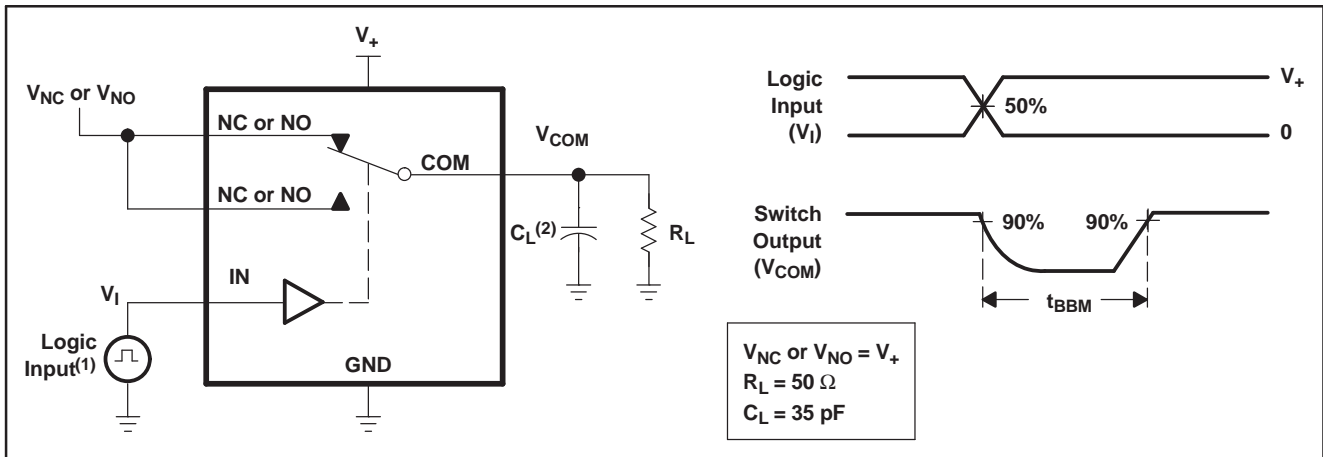 V+
VNC or VNO
NC or NO
VCOM
COM
NC or NO
CL(2)
RL
IN
VI
Logic
Input(1)
GND
Logic
Input
(VI)
50%
V+
0
Switch
Output
(VCOM)
90%
90%
tBBM
VNC or VNO = V+
RL = 50 Ω
CL = 35 pF